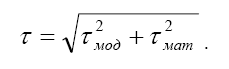 τ = √(τ²мод + τ²мат) .